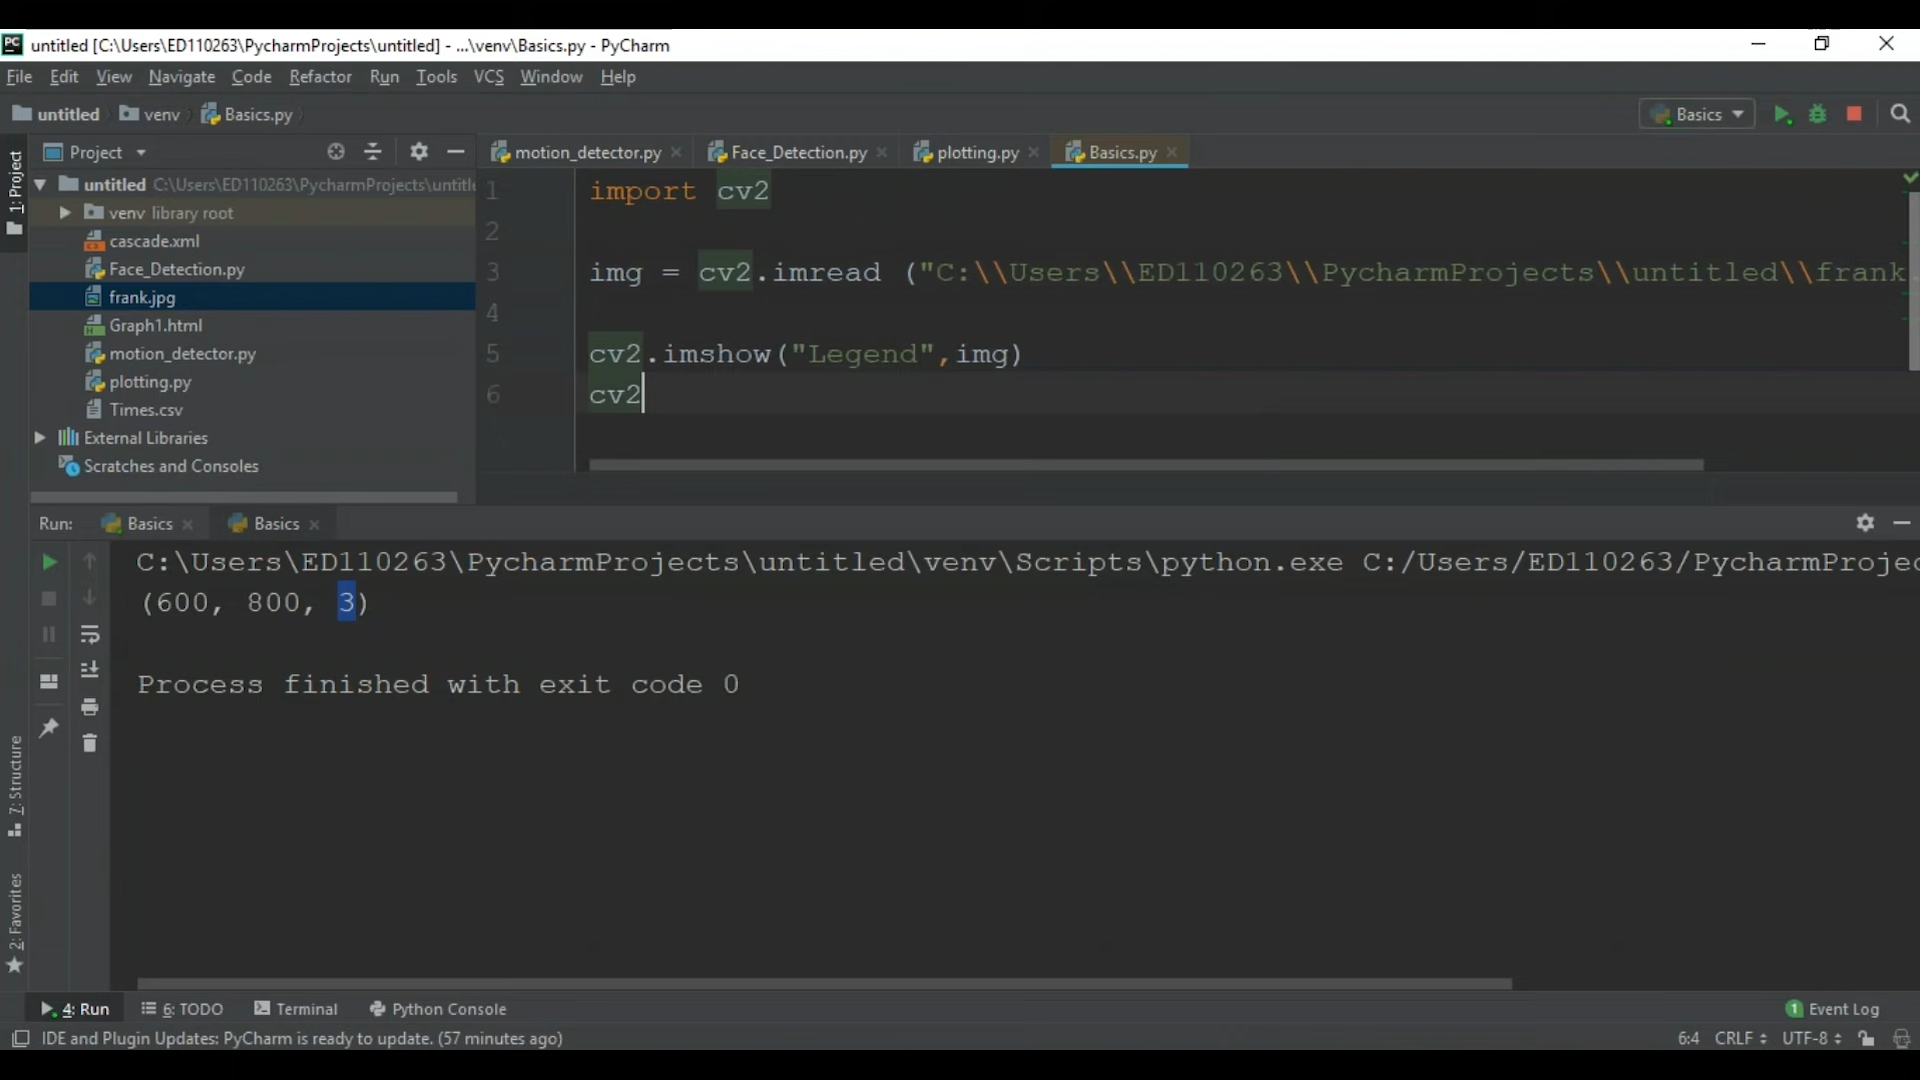 untitled [C:\Users\ED110263\PycharmProjects\untitled] - ...\venv\Basics.py - PyCharm
File Edit View Navigate Code Refactor Run Tools VCS Window Help
untitled venv Basics.py Basics
1: Project
Project
motion_detector.py Face_Detection.py plotting.py Basics.py
untitled C:\Users\ED110263\PycharmProjects\untitle
venv library root
cascade.xml
Face_Detection.py
frank.jpg
Graph1.html
motion_detector.py
plotting.py
Times.csv
External Libraries
Scratches and Consoles
1 import cv2
2
3 img = cv2.imread ("C:\\Users\\ED110263\\PycharmProjects\\untitled\\frank.
4
5 cv2.imshow("Legend",img)
6 cv2
Run: Basics Basics
C:\Users\ED110263\PycharmProjects\untitled\venv\Scripts\python.exe C:/Users/ED110263/PycharmProjec
(600, 800, 3)
Process finished with exit code 0
7: Structure
2: Favorites
4: Run 6: TODO Terminal Python Console 1 Event Log
IDE and Plugin Updates: PyCharm is ready to update. (57 minutes ago) 6:4 CRLF UTF-8